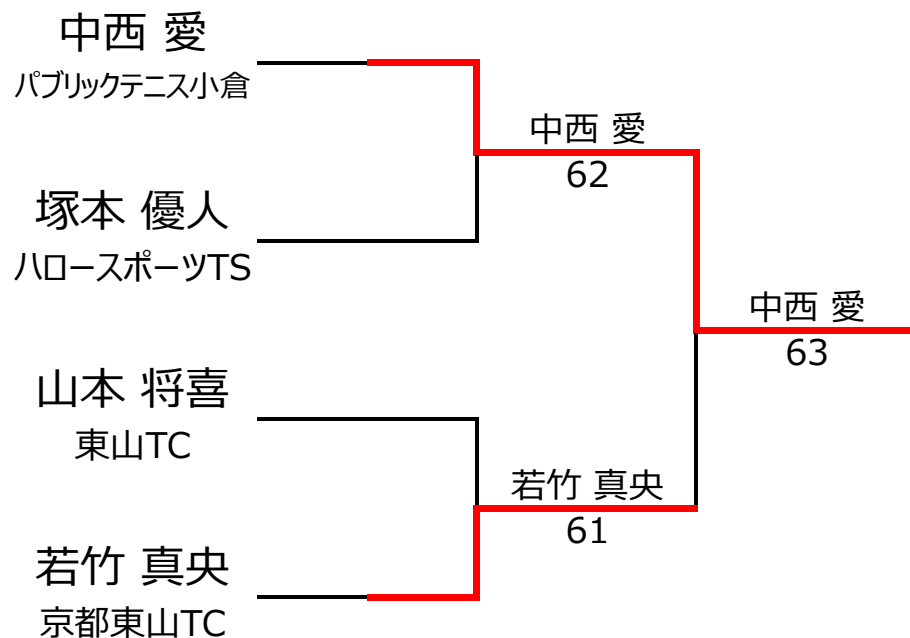 中西 愛
パブリックテニス小倉
中西 愛
62
塚本 優人
ハロースポーツTS
中西 愛
63
山本 将喜
東山TC
若竹 真央
61
若竹 真央
京都東山TC